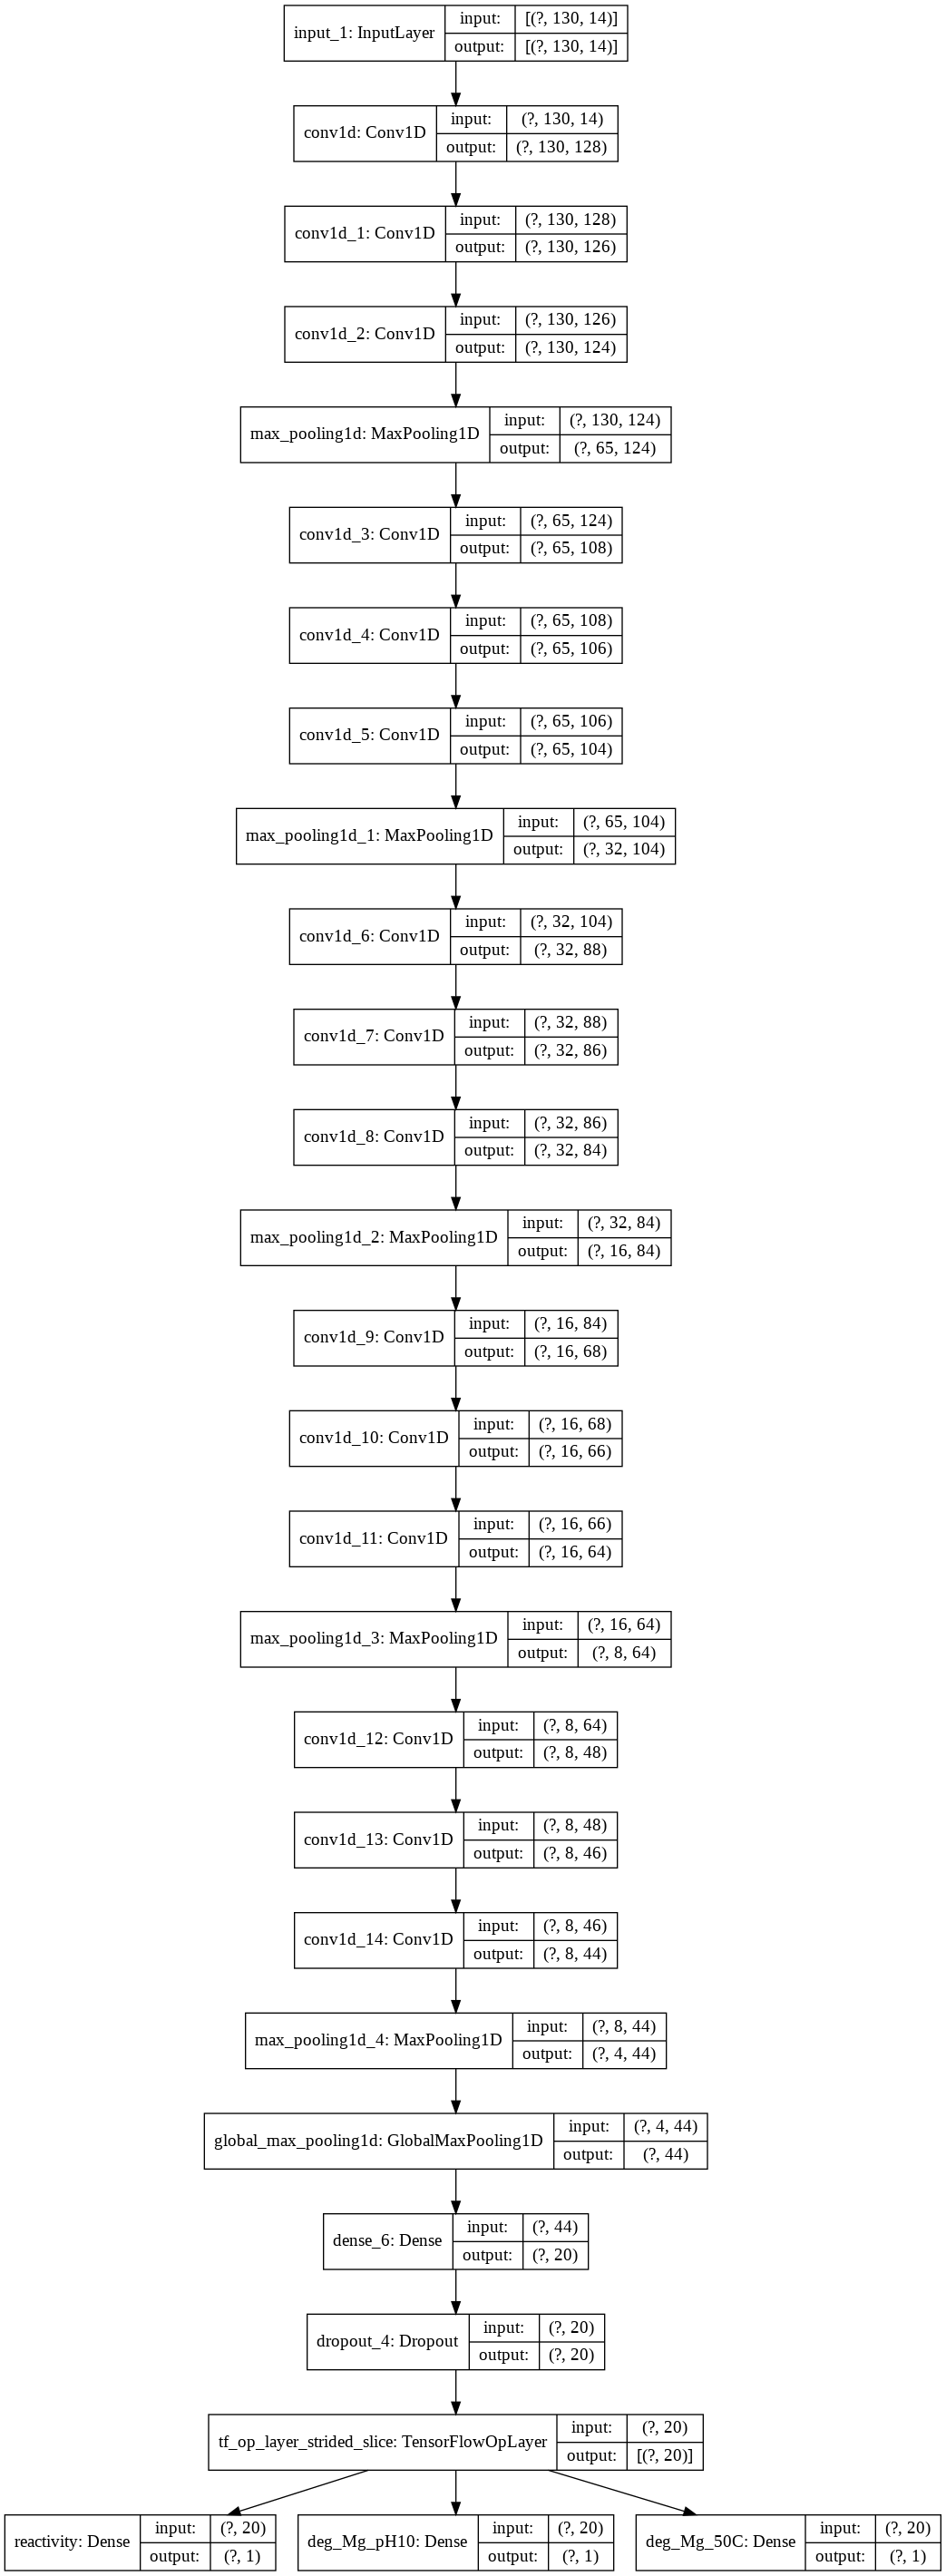 input_1: InputLayer
input: [(?, 130, 14)]
output: [(?, 130, 14)]
conv1d: Conv1D
input: (?, 130, 14)
output: (?, 130, 128)
conv1d_1: Conv1D
input: (?, 130, 128)
output: (?, 130, 126)
conv1d_2: Conv1D
input: (?, 130, 126)
output: (?, 130, 124)
max_pooling1d: MaxPooling1D
input: (?, 130, 124)
output: (?, 65, 124)
conv1d_3: Conv1D
input: (?, 65, 124)
output: (?, 65, 108)
conv1d_4: Conv1D
input: (?, 65, 108)
output: (?, 65, 106)
conv1d_5: Conv1D
input: (?, 65, 106)
output: (?, 65, 104)
max_pooling1d_1: MaxPooling1D
input: (?, 65, 104)
output: (?, 32, 104)
conv1d_6: Conv1D
input: (?, 32, 104)
output: (?, 32, 88)
conv1d_7: Conv1D
input: (?, 32, 88)
output: (?, 32, 86)
conv1d_8: Conv1D
input: (?, 32, 86)
output: (?, 32, 84)
max_pooling1d_2: MaxPooling1D
input: (?, 32, 84)
output: (?, 16, 84)
conv1d_9: Conv1D
input: (?, 16, 84)
output: (?, 16, 68)
conv1d_10: Conv1D
input: (?, 16, 68)
output: (?, 16, 66)
conv1d_11: Conv1D
input: (?, 16, 66)
output: (?, 16, 64)
max_pooling1d_3: MaxPooling1D
input: (?, 16, 64)
output: (?, 8, 64)
conv1d_12: Conv1D
input: (?, 8, 64)
output: (?, 8, 48)
conv1d_13: Conv1D
input: (?, 8, 48)
output: (?, 8, 46)
conv1d_14: Conv1D
input: (?, 8, 46)
output: (?, 8, 44)
max_pooling1d_4: MaxPooling1D
input: (?, 8, 44)
output: (?, 4, 44)
global_max_pooling1d: GlobalMaxPooling1D
input: (?, 4, 44)
output: (?, 44)
dense_6: Dense
input: (?, 44)
output: (?, 20)
dropout_4: Dropout
input: (?, 20)
output: (?, 20)
tf_op_layer_strided_slice: TensorFlowOpLayer
input: (?, 20)
output: [(?, 20)]
reactivity: Dense
input: (?, 20)
output: (?, 1)
deg_Mg_pH10: Dense
input: (?, 20)
output: (?, 1)
deg_Mg_50C: Dense
input: (?, 20)
output: (?, 1)